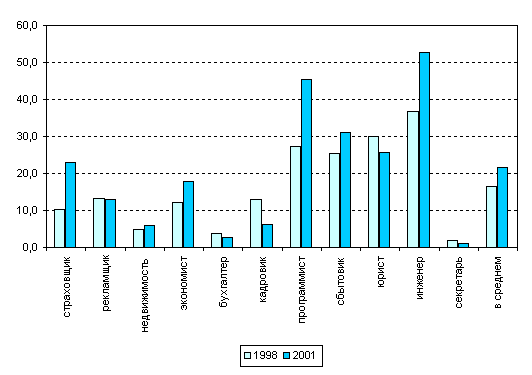 60,0
50,0
40,0
30,0
20,0
10,0
0,0
страховщик
рекламщик
недвижимость
экономист
бухгалтер
кадровик
программист
сбытовик
юрист
инженер
секретарь
в среднем
1998 2001